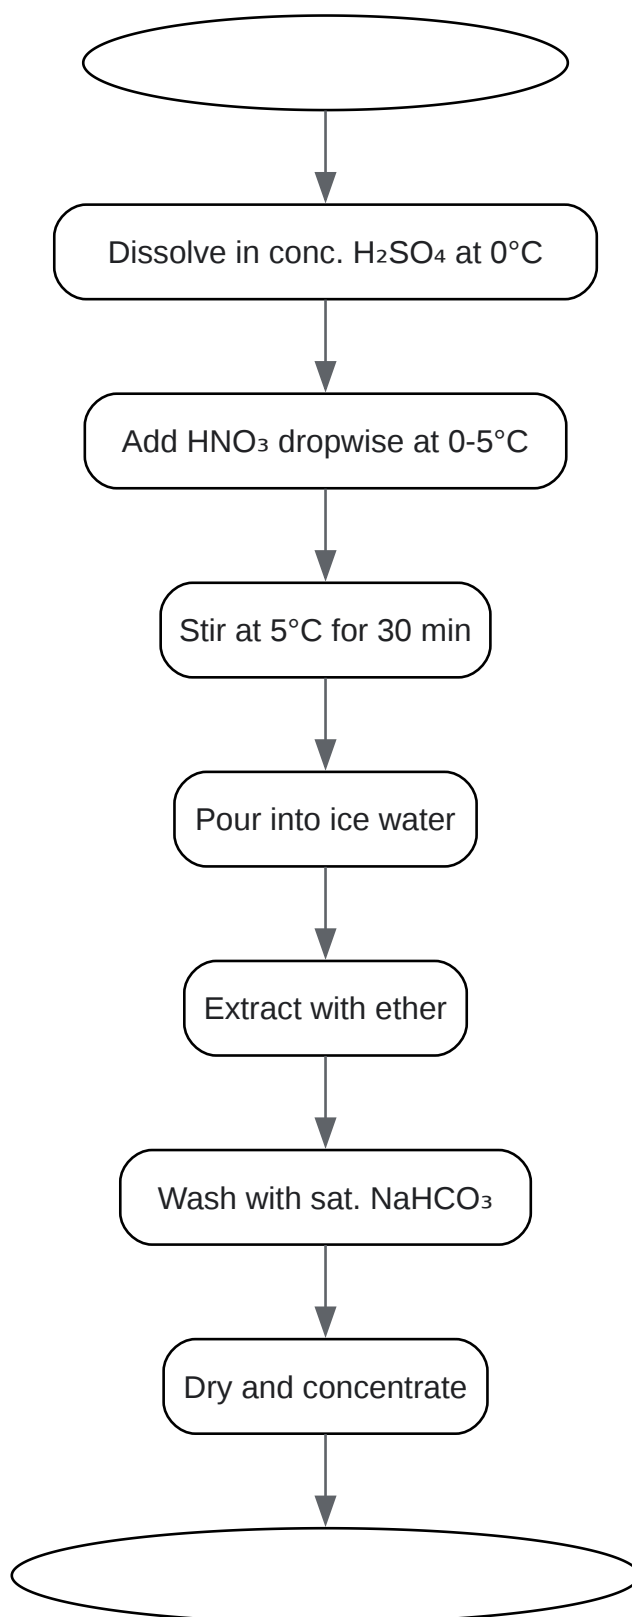 Dissolve in conc. H₂SO₄ at 0°C
Add HNO₃ dropwise at 0-5°C
Stir at 5°C for 30 min
Pour into ice water
Extract with ether
Wash with sat. NaHCO₃
Dry and concentrate